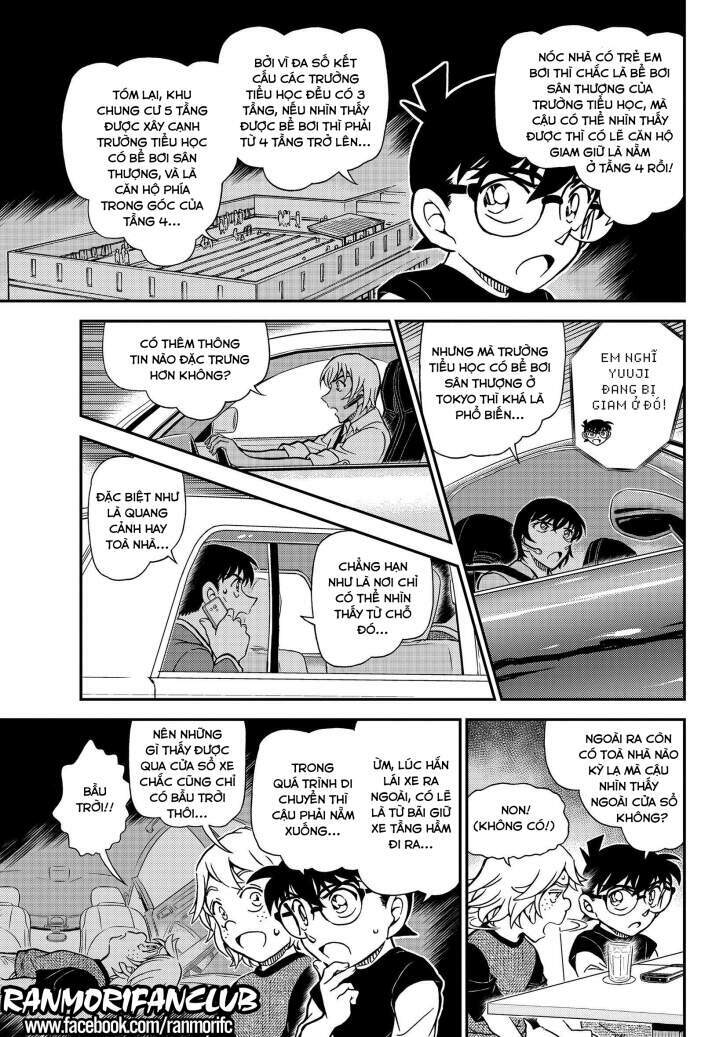 NÓC NHÀ CÓ TRẺ EM
BƠI THÌ CHẮC LÀ BỂ BƠI
SÂN THƯỢNG CỦA
TRƯỜNG TIỂU HỌC, MÀ
CẬU CÓ THỂ NHÌN THẤY
ĐƯỢC THÌ CÓ LẼ CĂN HỘ
GIAM GIỮ LÀ NẰM
Ở TẦNG 4 RỒI!
BỞI VÌ ĐA SỐ KẾT
CẤU CÁC TRƯỜNG
TIỂU HỌC ĐỀU CÓ 3
TẦNG, NẾU NHÌN THẤY
ĐƯỢC BỂ BƠI THÌ PHẢI
TỪ 4 TẦNG TRỞ LÊN...
TÓM LẠI, KHU
CHUNG CƯ 5 TẦNG
ĐƯỢC XÂY CẠNH
TRƯỜNG TIỂU HỌC
CÓ BỂ BƠI SÂN
THƯỢNG, VÀ LÀ
CĂN HỘ PHÍA
TRONG GÓC CỦA
TẦNG 4...
EM NGHĨ
YUUJI
ĐANG BỊ
GIAM Ở ĐÓ!
NHƯNG MÀ TRƯỜNG
TIỂU HỌC CÓ BỂ BƠI
SÂN THƯỢNG Ở
TOKYO THÌ KHÁ LÀ
PHỔ BIẾN...
CÓ THÊM THÔNG
TIN NÀO ĐẶC TRƯNG
HƠN KHÔNG?
ĐẶC BIỆT NHƯ
LÀ QUANG
CẢNH HAY
TOÀ NHÀ...
CHẲNG HẠN
NHƯ LÀ NƠI CHỈ
CÓ THỂ NHÌN
THẤY TỪ CHỖ
ĐÓ...
NGOÀI RA CÒN
CÓ TOÀ NHÀ NÀO
KỲ LẠ MÀ CẬU
NHÌN THẤY
NGOÀI CỬA SỔ
KHÔNG?
NON!
(KHÔNG CÓ!)
ỪM, LÚC HẮN
LÁI XE RA
NGOÀI, CÓ LẼ
LÀ TỪ BÃI GIỮ
XE TẦNG HẦM
ĐI RA...
TRONG
QUÁ TRÌNH DI
CHUYỂN THÌ
CẬU PHẢI NẰM
XUỐNG...
NÊN NHỮNG
GÌ THẤY ĐƯỢC
QUA CỬA SỔ XE
CHẮC CŨNG CHỈ
CÓ BẦU TRỜI
THÔI...
BẦU
TRỜI!!
RANMORIFANCLUB
www.facebook.com/ranmorifc